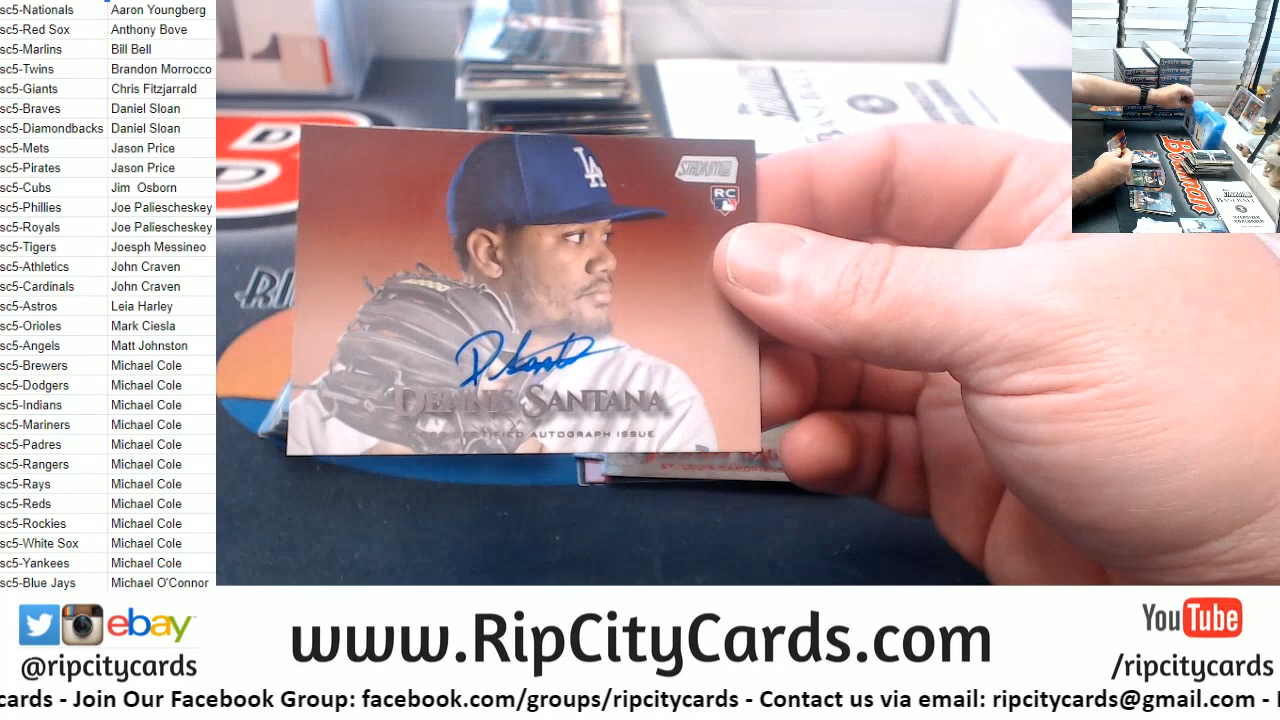 sc5-Nationals Aaron Youngberg
sc5-Red Sox Anthony Bove
sc5-Marlins Bill Bell
sc5-Twins Brandon Morrocco
sc5-Giants Chris Fitzjarrald
sc5-Braves Daniel Sloan
sc5-Diamondbacks Daniel Sloan
sc5-Mets Jason Price
sc5-Pirates Jason Price
sc5-Cubs Jim Osborn
sc5-Phillies Joe Paliescheskey
sc5-Royals Joe Paliescheskey
sc5-Tigers Joesph Messineo
sc5-Athletics John Craven
sc5-Cardinals John Craven
sc5-Astros Leia Harley
sc5-Orioles Mark Ciesla
sc5-Angels Matt Johnston
sc5-Brewers Michael Cole
sc5-Dodgers Michael Cole
sc5-Indians Michael Cole
sc5-Mariners Michael Cole
sc5-Padres Michael Cole
sc5-Rangers Michael Cole
sc5-Rays Michael Cole
sc5-Reds Michael Cole
sc5-Rockies Michael Cole
sc5-White Sox Michael Cole
sc5-Yankees Michael Cole
sc5-Blue Jays Michael O'Connor
LA
STADIUM
RC
DENNIS SANTANA
CERTIFIED AUTOGRAPH ISSUE
Bowman
ebay
@ripcitycards
www.RipCityCards.com
YouTube
/ripcitycards
cards - Join Our Facebook Group: facebook.com/groups/ripcitycards - Contact us via email: ripcitycards@gmail.com -